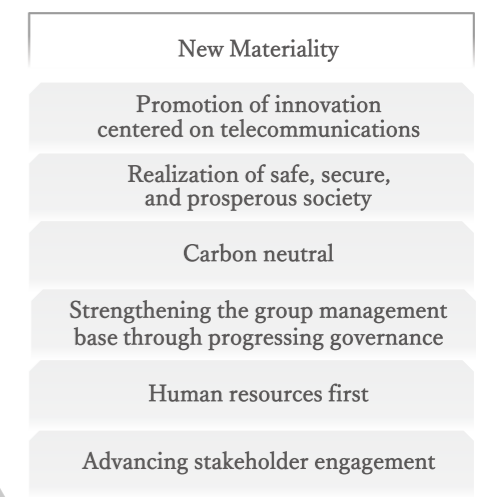 New Materiality
Promotion of innovation
centered on telecommunications
Realization of safe, secure,
and prosperous society
Carbon neutral
Strengthening the group management
base through progressing governance
Human resources first
Advancing stakeholder engagement